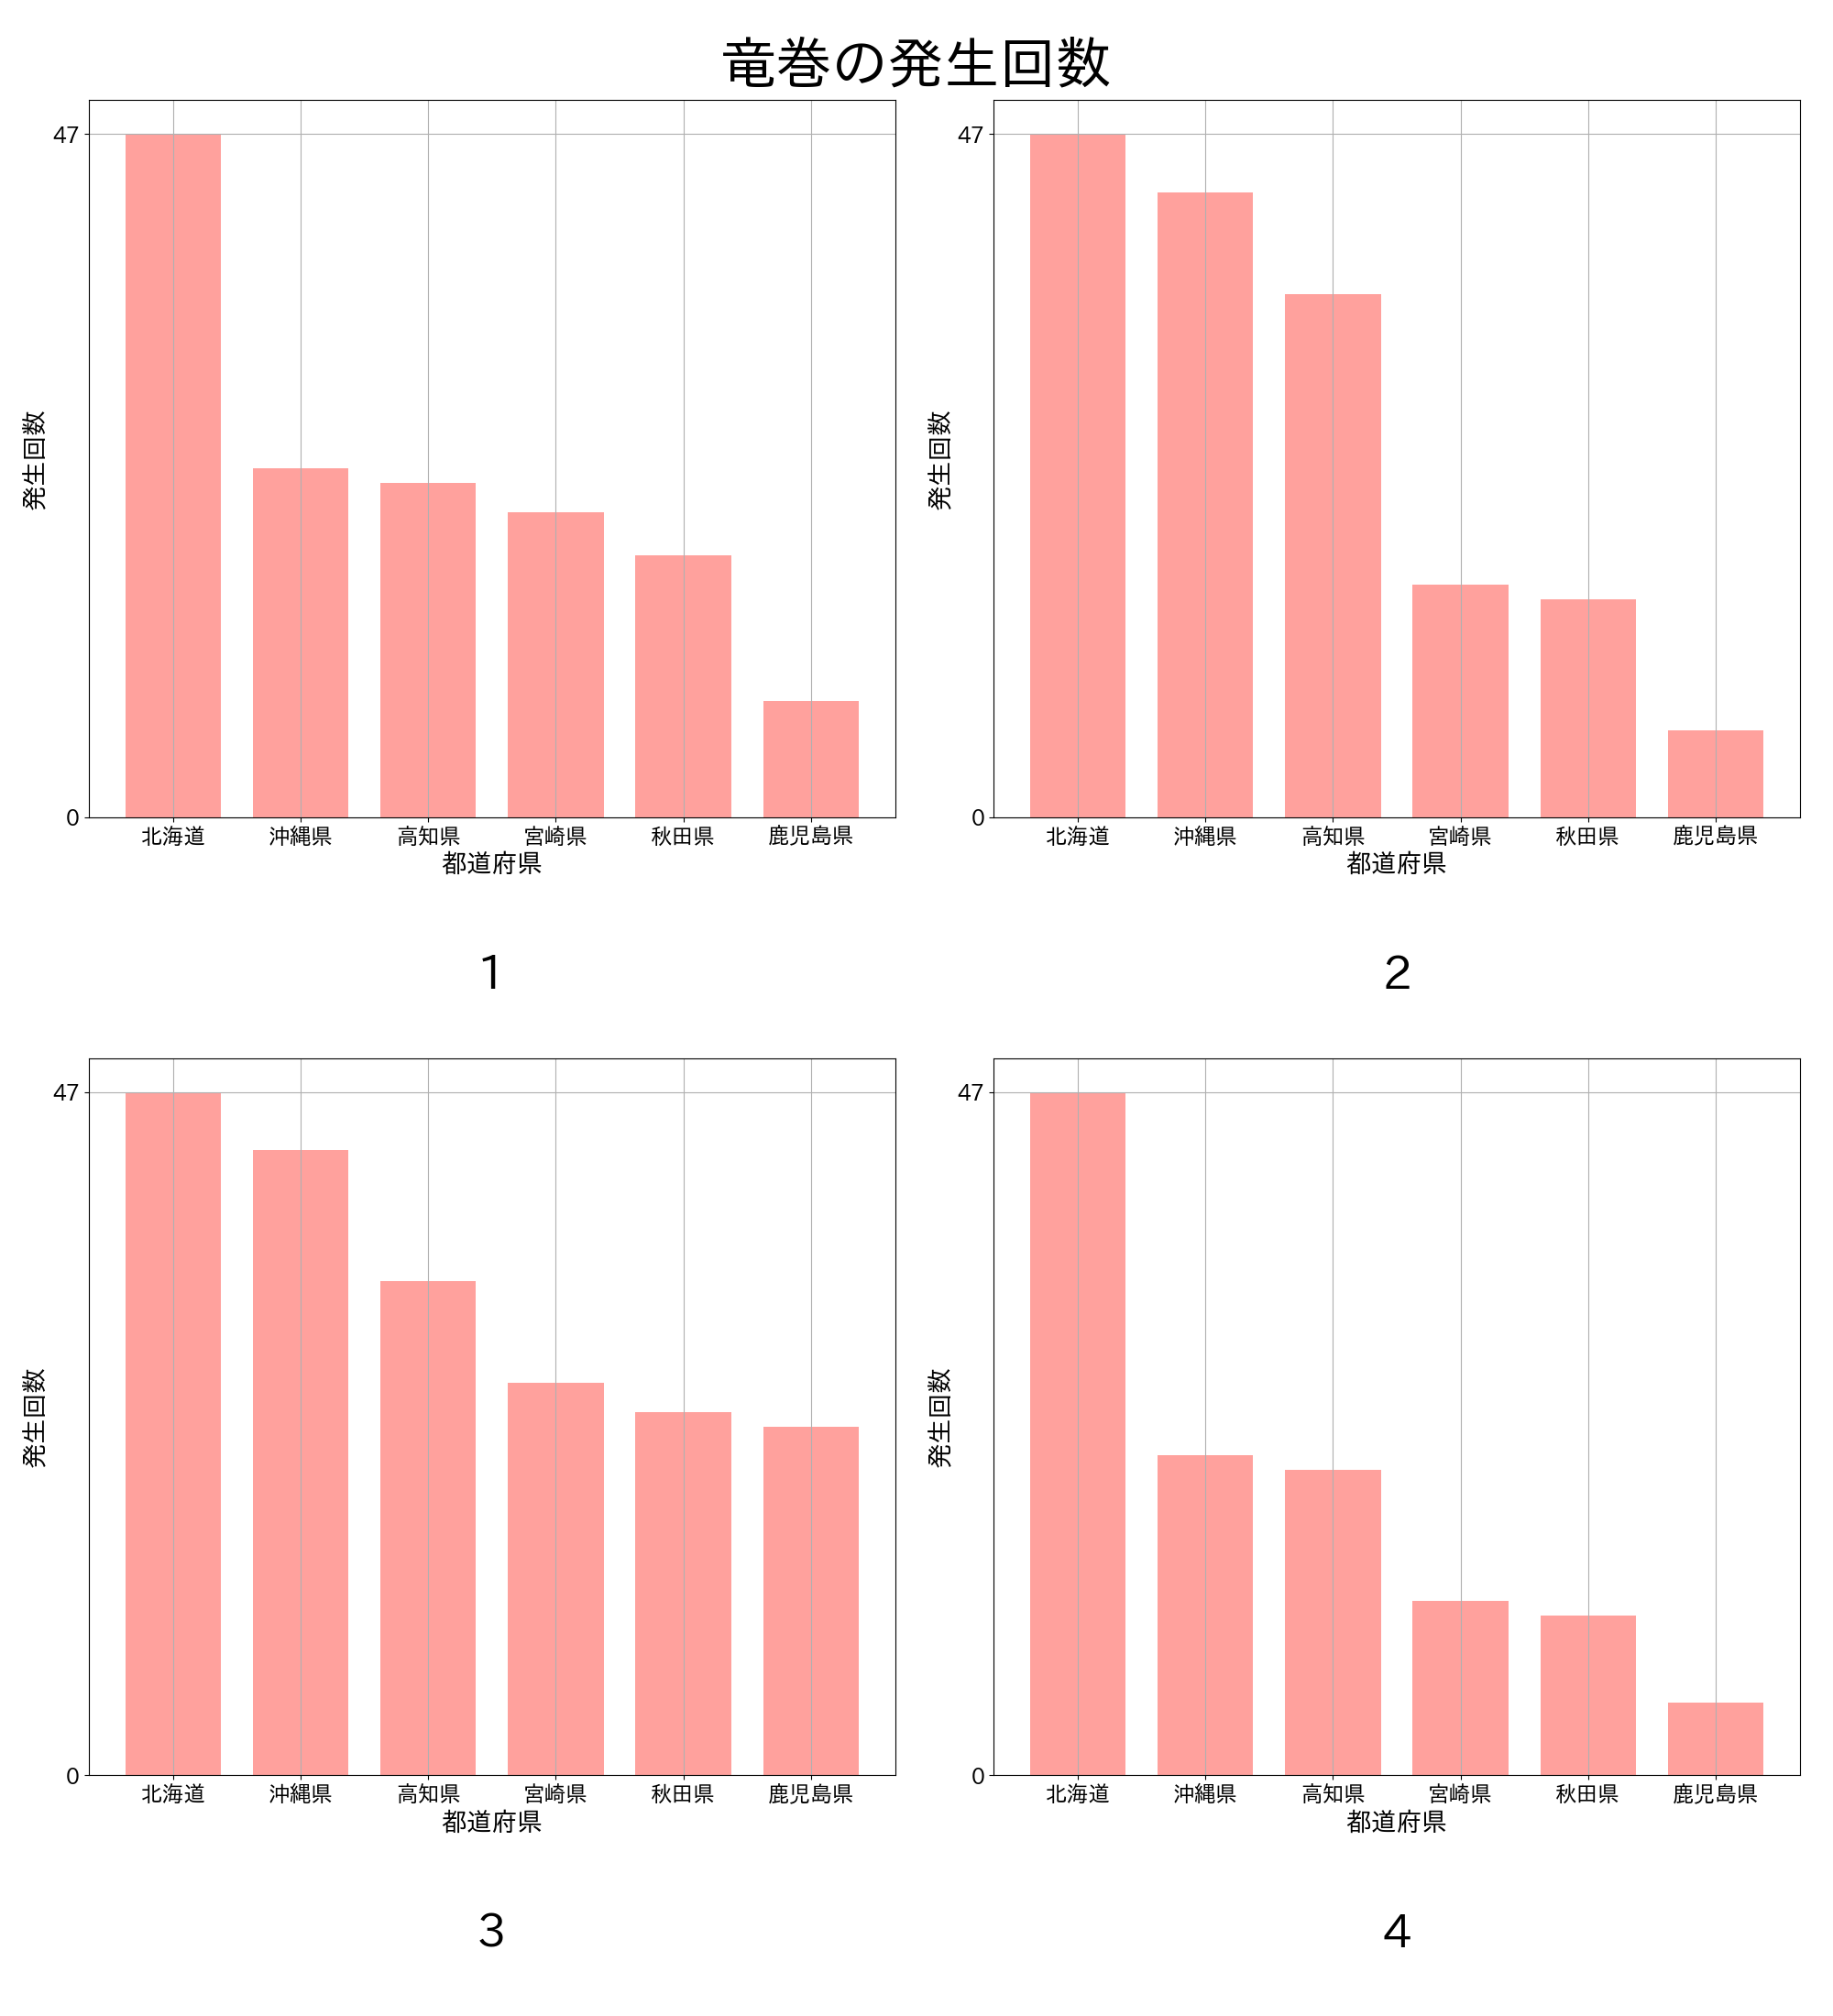 竜巻の発生回数
47
0
発生回数
北海道 沖縄県 高知県 宮崎県 秋田県 鹿児島県
都道府県
1
47
0
発生回数
北海道 沖縄県 高知県 宮崎県 秋田県 鹿児島県
都道府県
2
47
0
発生回数
北海道 沖縄県 高知県 宮崎県 秋田県 鹿児島県
都道府県
3
47
0
発生回数
北海道 沖縄県 高知県 宮崎県 秋田県 鹿児島県
都道府県
4